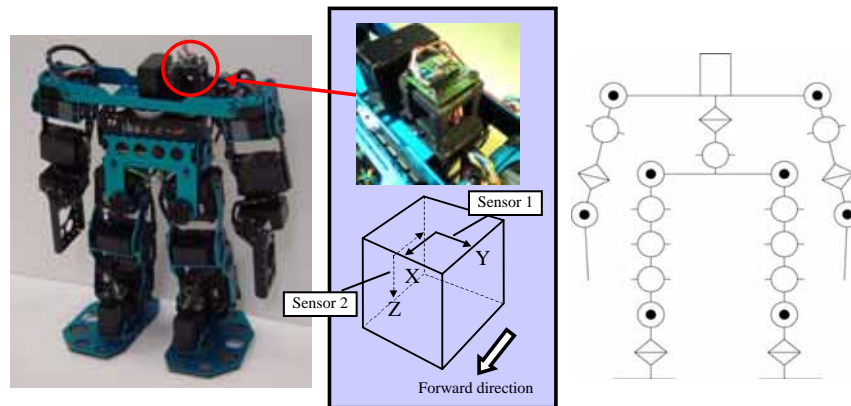 Sensor 1
Y
X
Sensor 2
Z
Forward direction